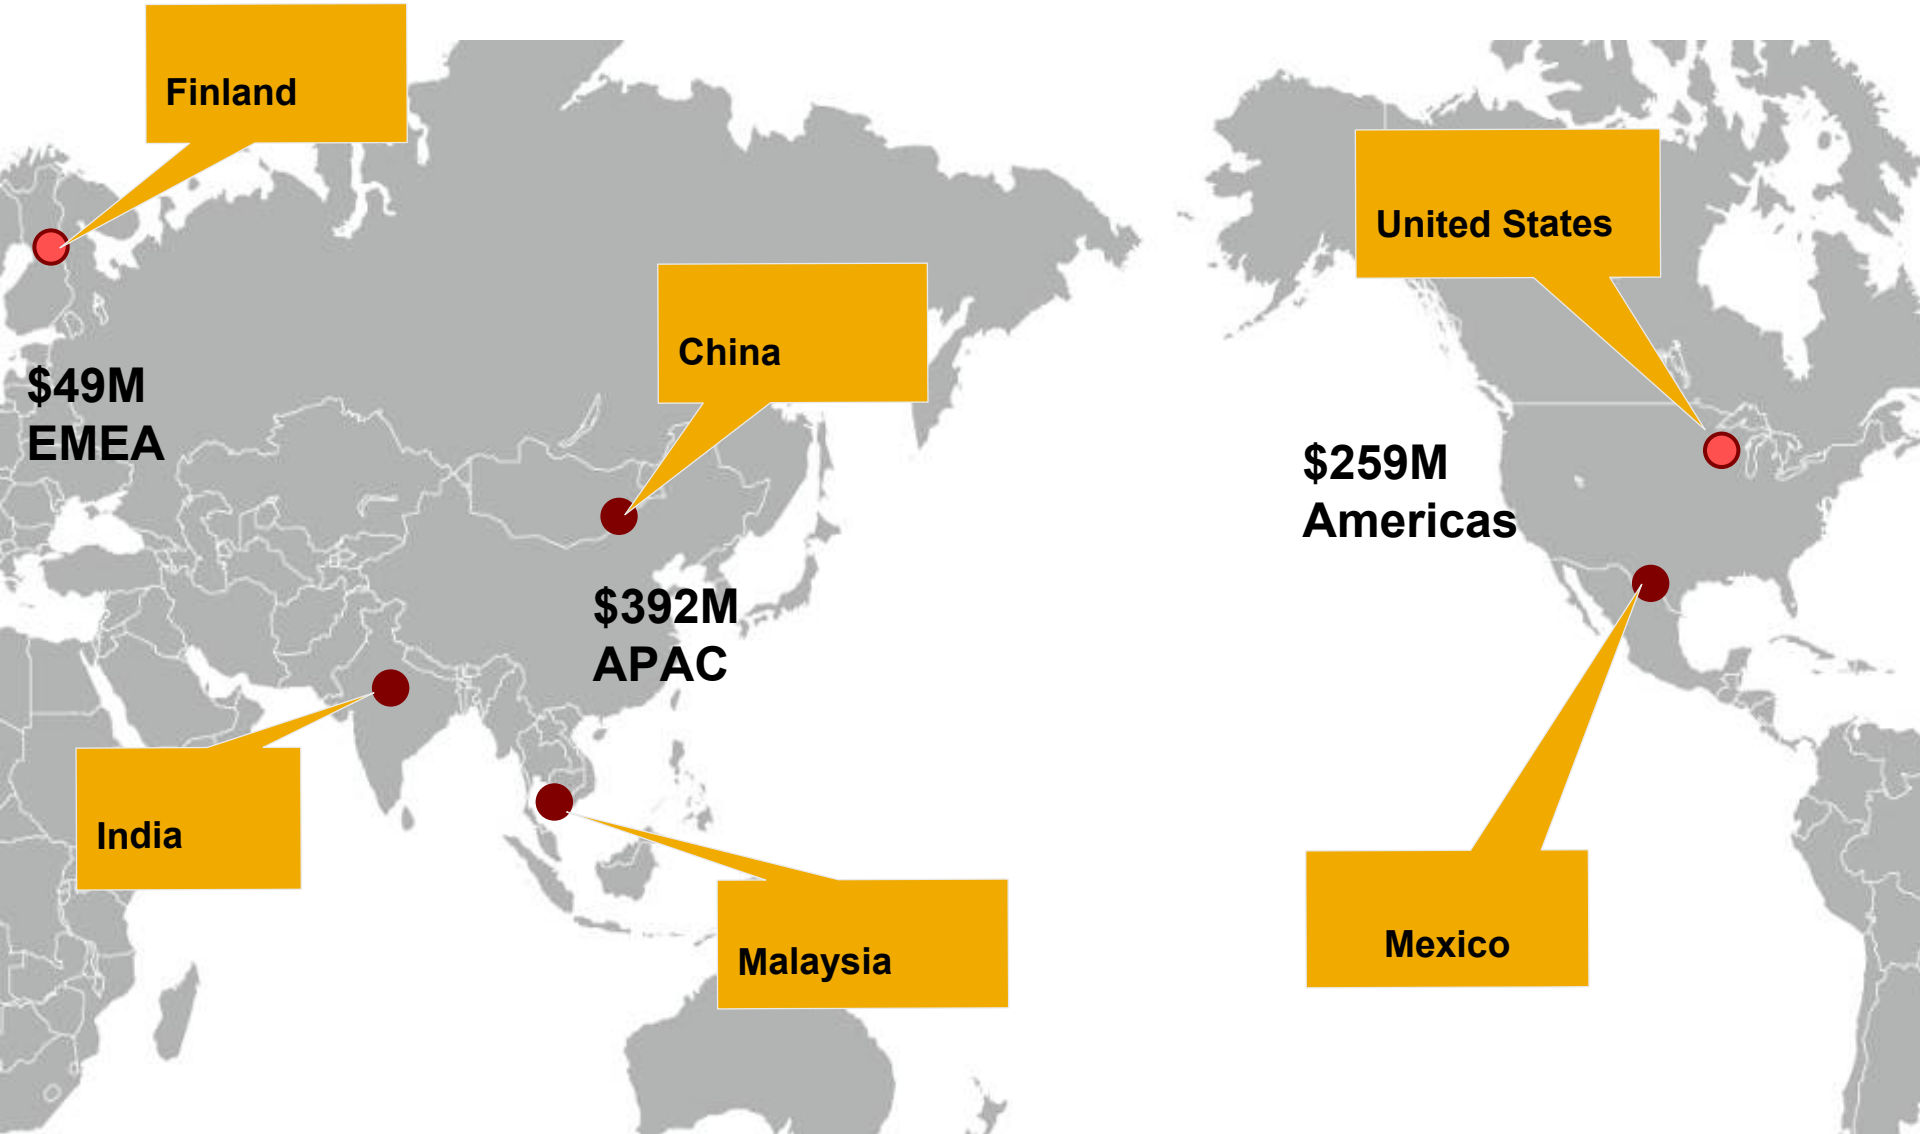 Finland
United States
China
$49M
EMEA
$259M
Americas
$392M
APAC
India
Malaysia
Mexico